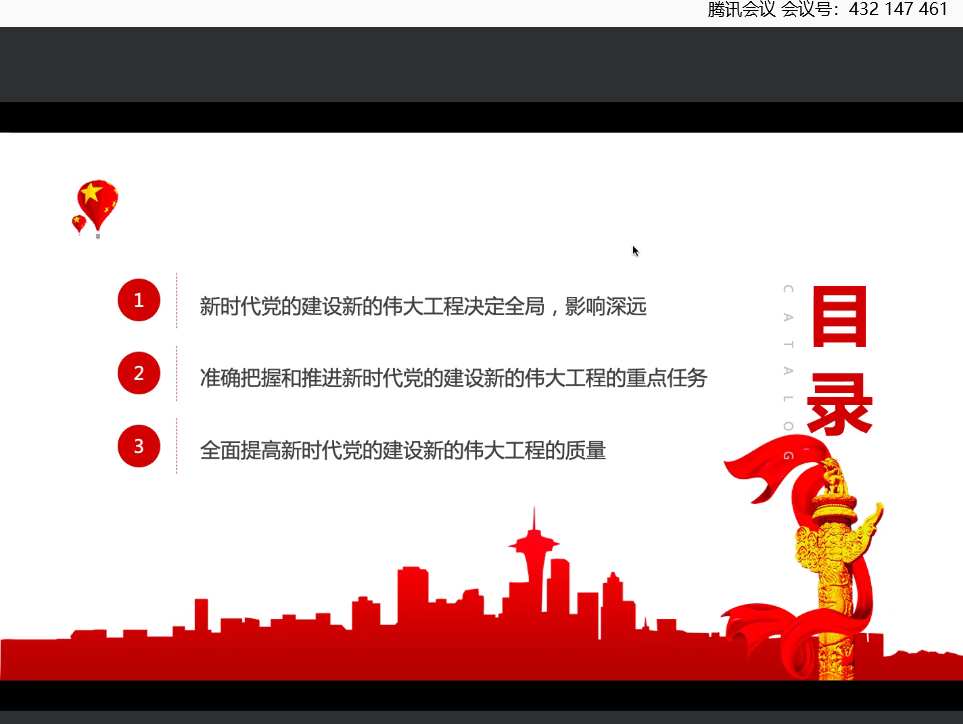 腾讯会议 会议号：432 147 461
目录
CATALOG
1
新时代党的建设新的伟大工程决定全局，影响深远
2
准确把握和推进新时代党的建设新的伟大工程的重点任务
3
全面提高新时代党的建设新的伟大工程的质量